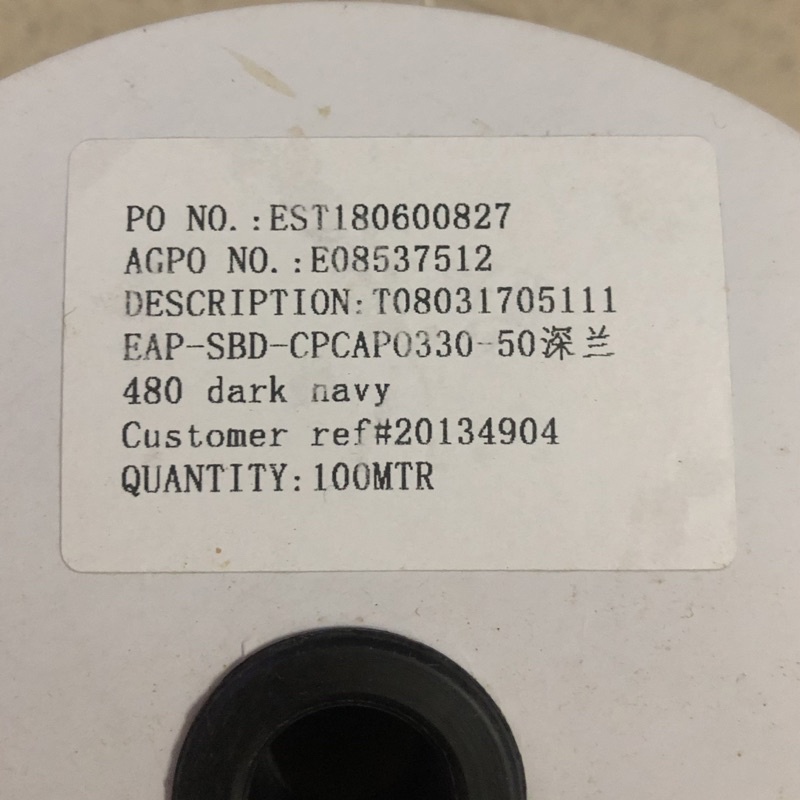 PO NO.:EST180600827
AGPO NO.:E08537512
DESCRIPTION:T08031705111
EAP-SBD-CPCAP0330-50深兰
480 dark navy
Customer ref#20134904
QUANTITY:100MTR